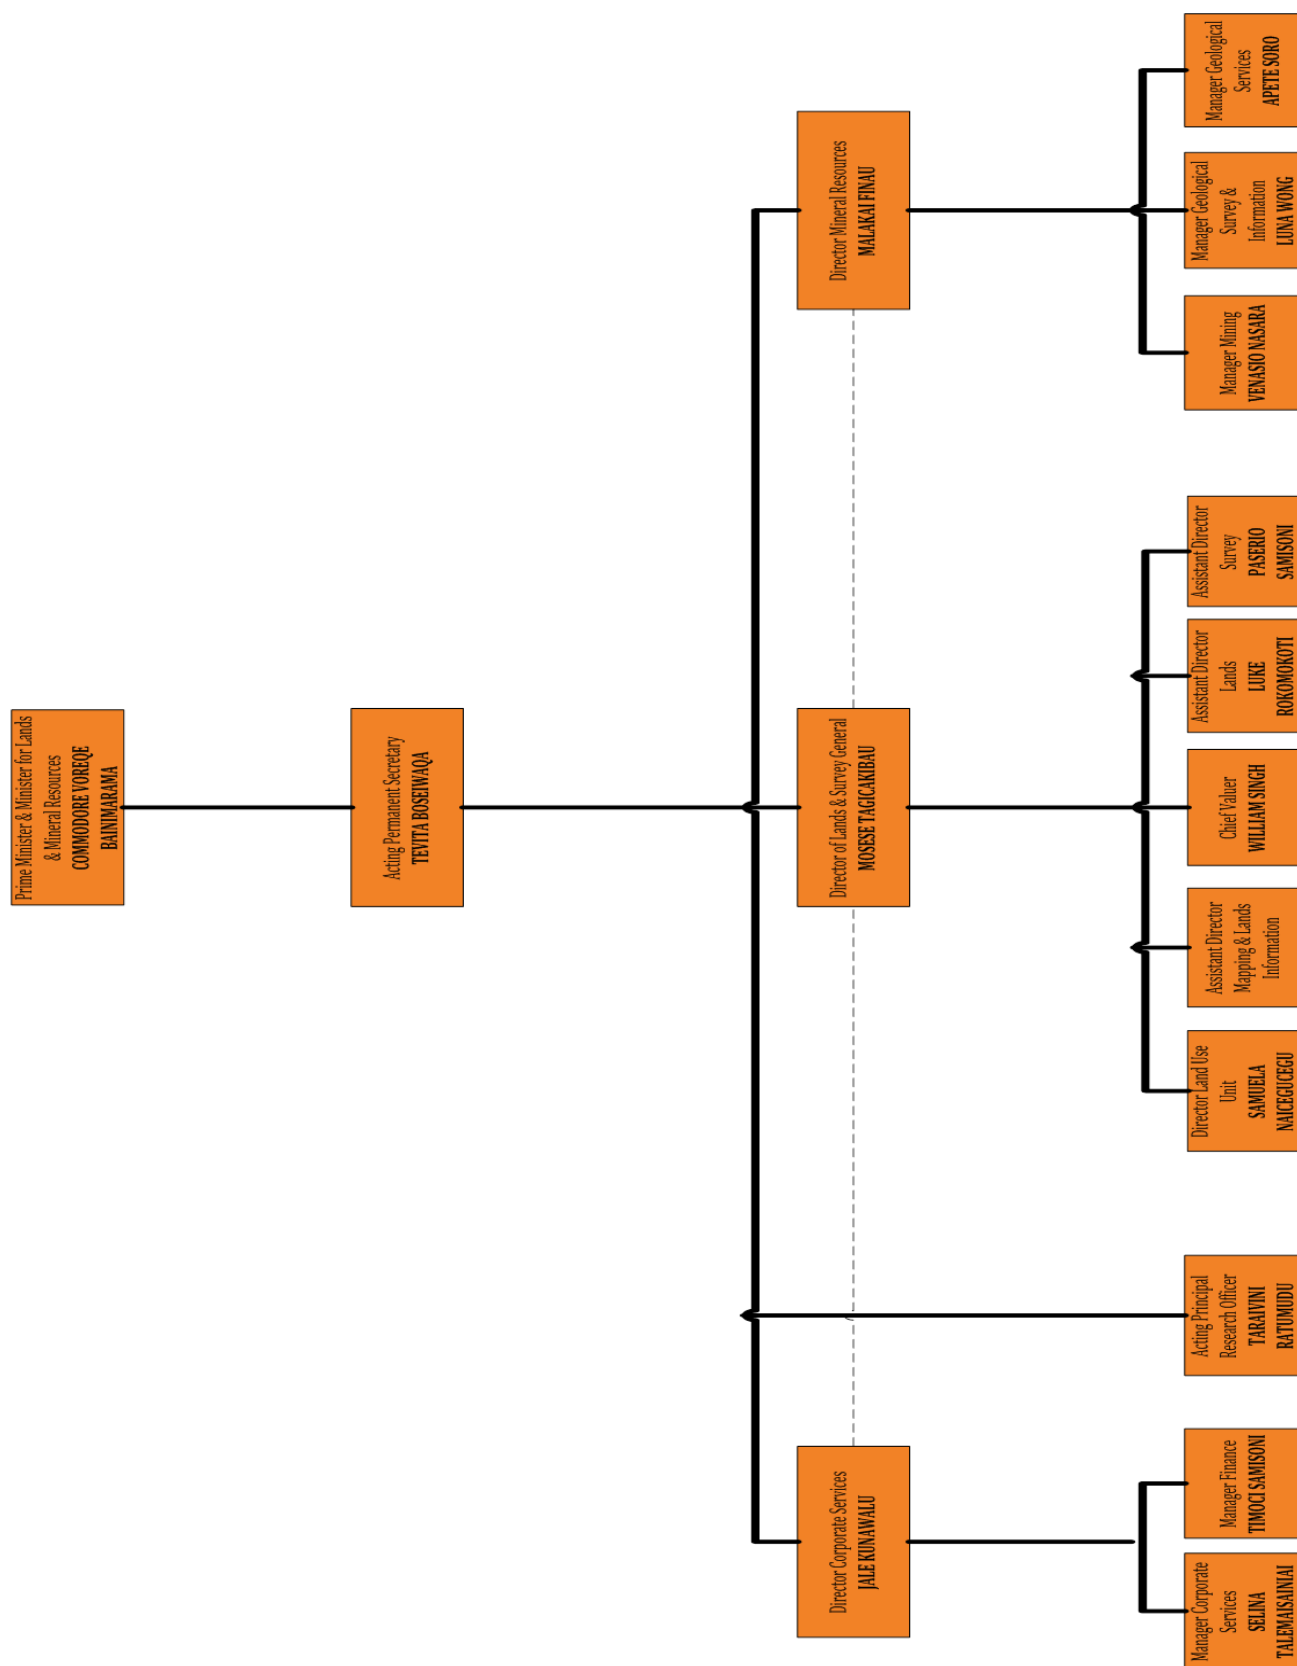 Prime Minister & Minister for Lands
& Mineral Resources
COMMODORE VOREQE
BAINIMARAMA
Acting Permanent Secretary
TEVITA BOSEIWAQA
Director Corporate Services
JALE KUNAWALU
Director of Lands & Survey General
MOSESE TAGICAKIBAU
Director Mineral Resources
MALAKAI FINAU
Manager Corporate
Services
SELINA
TALEMAISAINIAI
Manager Finance
TIMOCI SAMISONI
Acting Principal
Research Officer
TARAIVINI
RATUMUDU
Director Land Use
Unit
SAMUELA
NAICEGUCEGU
Assistant Director
Mapping & Lands
Information
Chief Valuer
WILLIAM SINGH
Assistant Director
Lands
LUKE
ROKOMOKOTI
Assistant Director
Survey
PASERIO
SAMISONI
Manager Mining
VENASIO NASARA
Manager Geological
Survey &
Information
LUNA WONG
Manager Geological
Services
APETE SORO